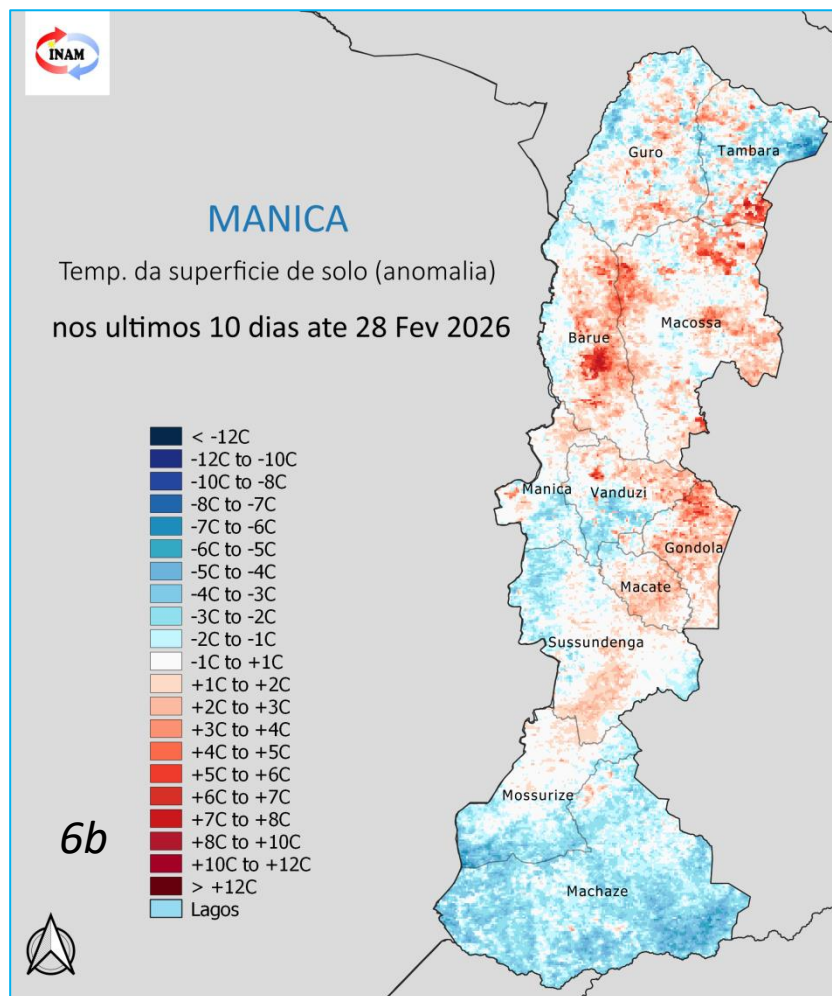 INAM
MANICA
Temp. da superficie de solo (anomalia)
nos ultimos 10 dias ate 28 Fev 2026
< -12C
-12C to -10C
-10C to -8C
-8C to -7C
-7C to -6C
-6C to -5C
-5C to -4C
-4C to -3C
-3C to -2C
-2C to -1C
-1C to +1C
+1C to +2C
+2C to +3C
+3C to +4C
+4C to +5C
+5C to +6C
+6C to +7C
+7C to +8C
+8C to +10C
+10C to +12C
> +12C
Lagos
6b
Guro
Tambara
Barue
Macossa
Manica
Vanduzi
Gondola
Macate
Sussundenga
Mossurize
Machaze